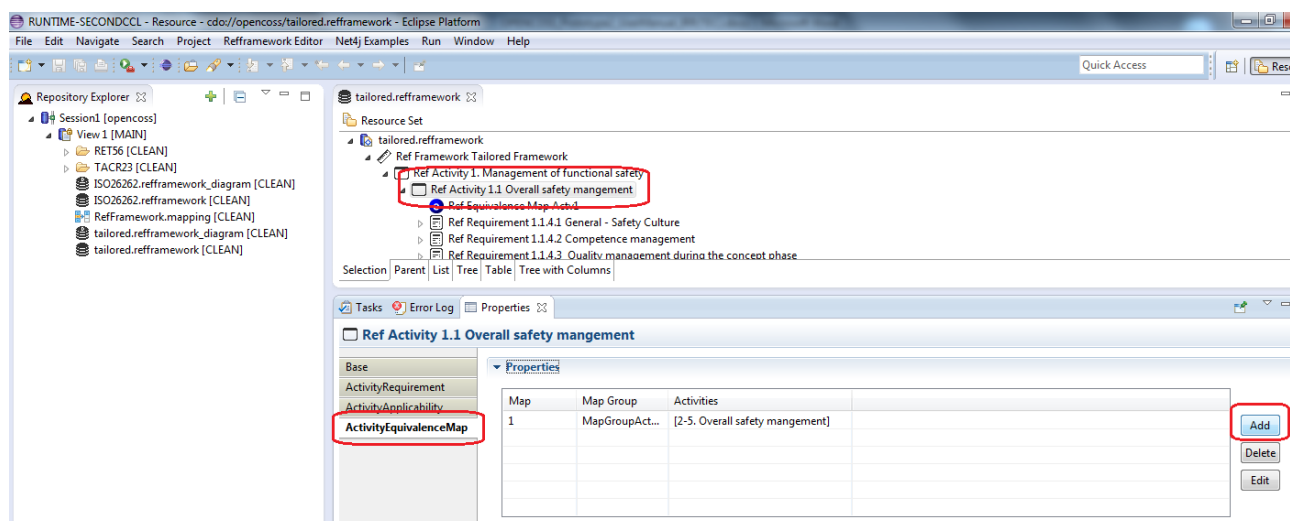 RUNTIME-SECONDCCL - Resource - cdo://opencoss/tailored.refframework - Eclipse Platform
File Edit Navigate Search Project Refframework Editor Net4j Examples Run Window Help
Quick Access
Res
Repository Explorer
Session1 [opencoss]
View 1 [MAIN]
RET56 [CLEAN]
TACR23 [CLEAN]
ISO26262.refframework_diagram [CLEAN]
ISO26262.refframework [CLEAN]
RefFramework.mapping [CLEAN]
tailored.refframework_diagram [CLEAN]
tailored.refframework [CLEAN]
tailored.refframework
Resource Set
tailored.refframework
Ref Framework Tailored Framework
Ref Activity 1. Management of functional safety
Ref Activity 1.1 Overall safety mangement
Ref Equivalence Map Actv1
Ref Requirement 1.1.4.1 General - Safety Culture
Ref Requirement 1.1.4.2 Competence management
Ref Requirement 1.1.4.3 Quality management during the concept phase
Selection Parent List Tree Table Tree with Columns
Tasks Error Log Properties
Ref Activity 1.1 Overall safety mangement
Base
ActivityRequirement
ActivityApplicability
ActivityEquivalenceMap
Properties
Map Map Group Activities
1 MapGroupAct... [2-5. Overall safety mangement]
Add
Delete
Edit